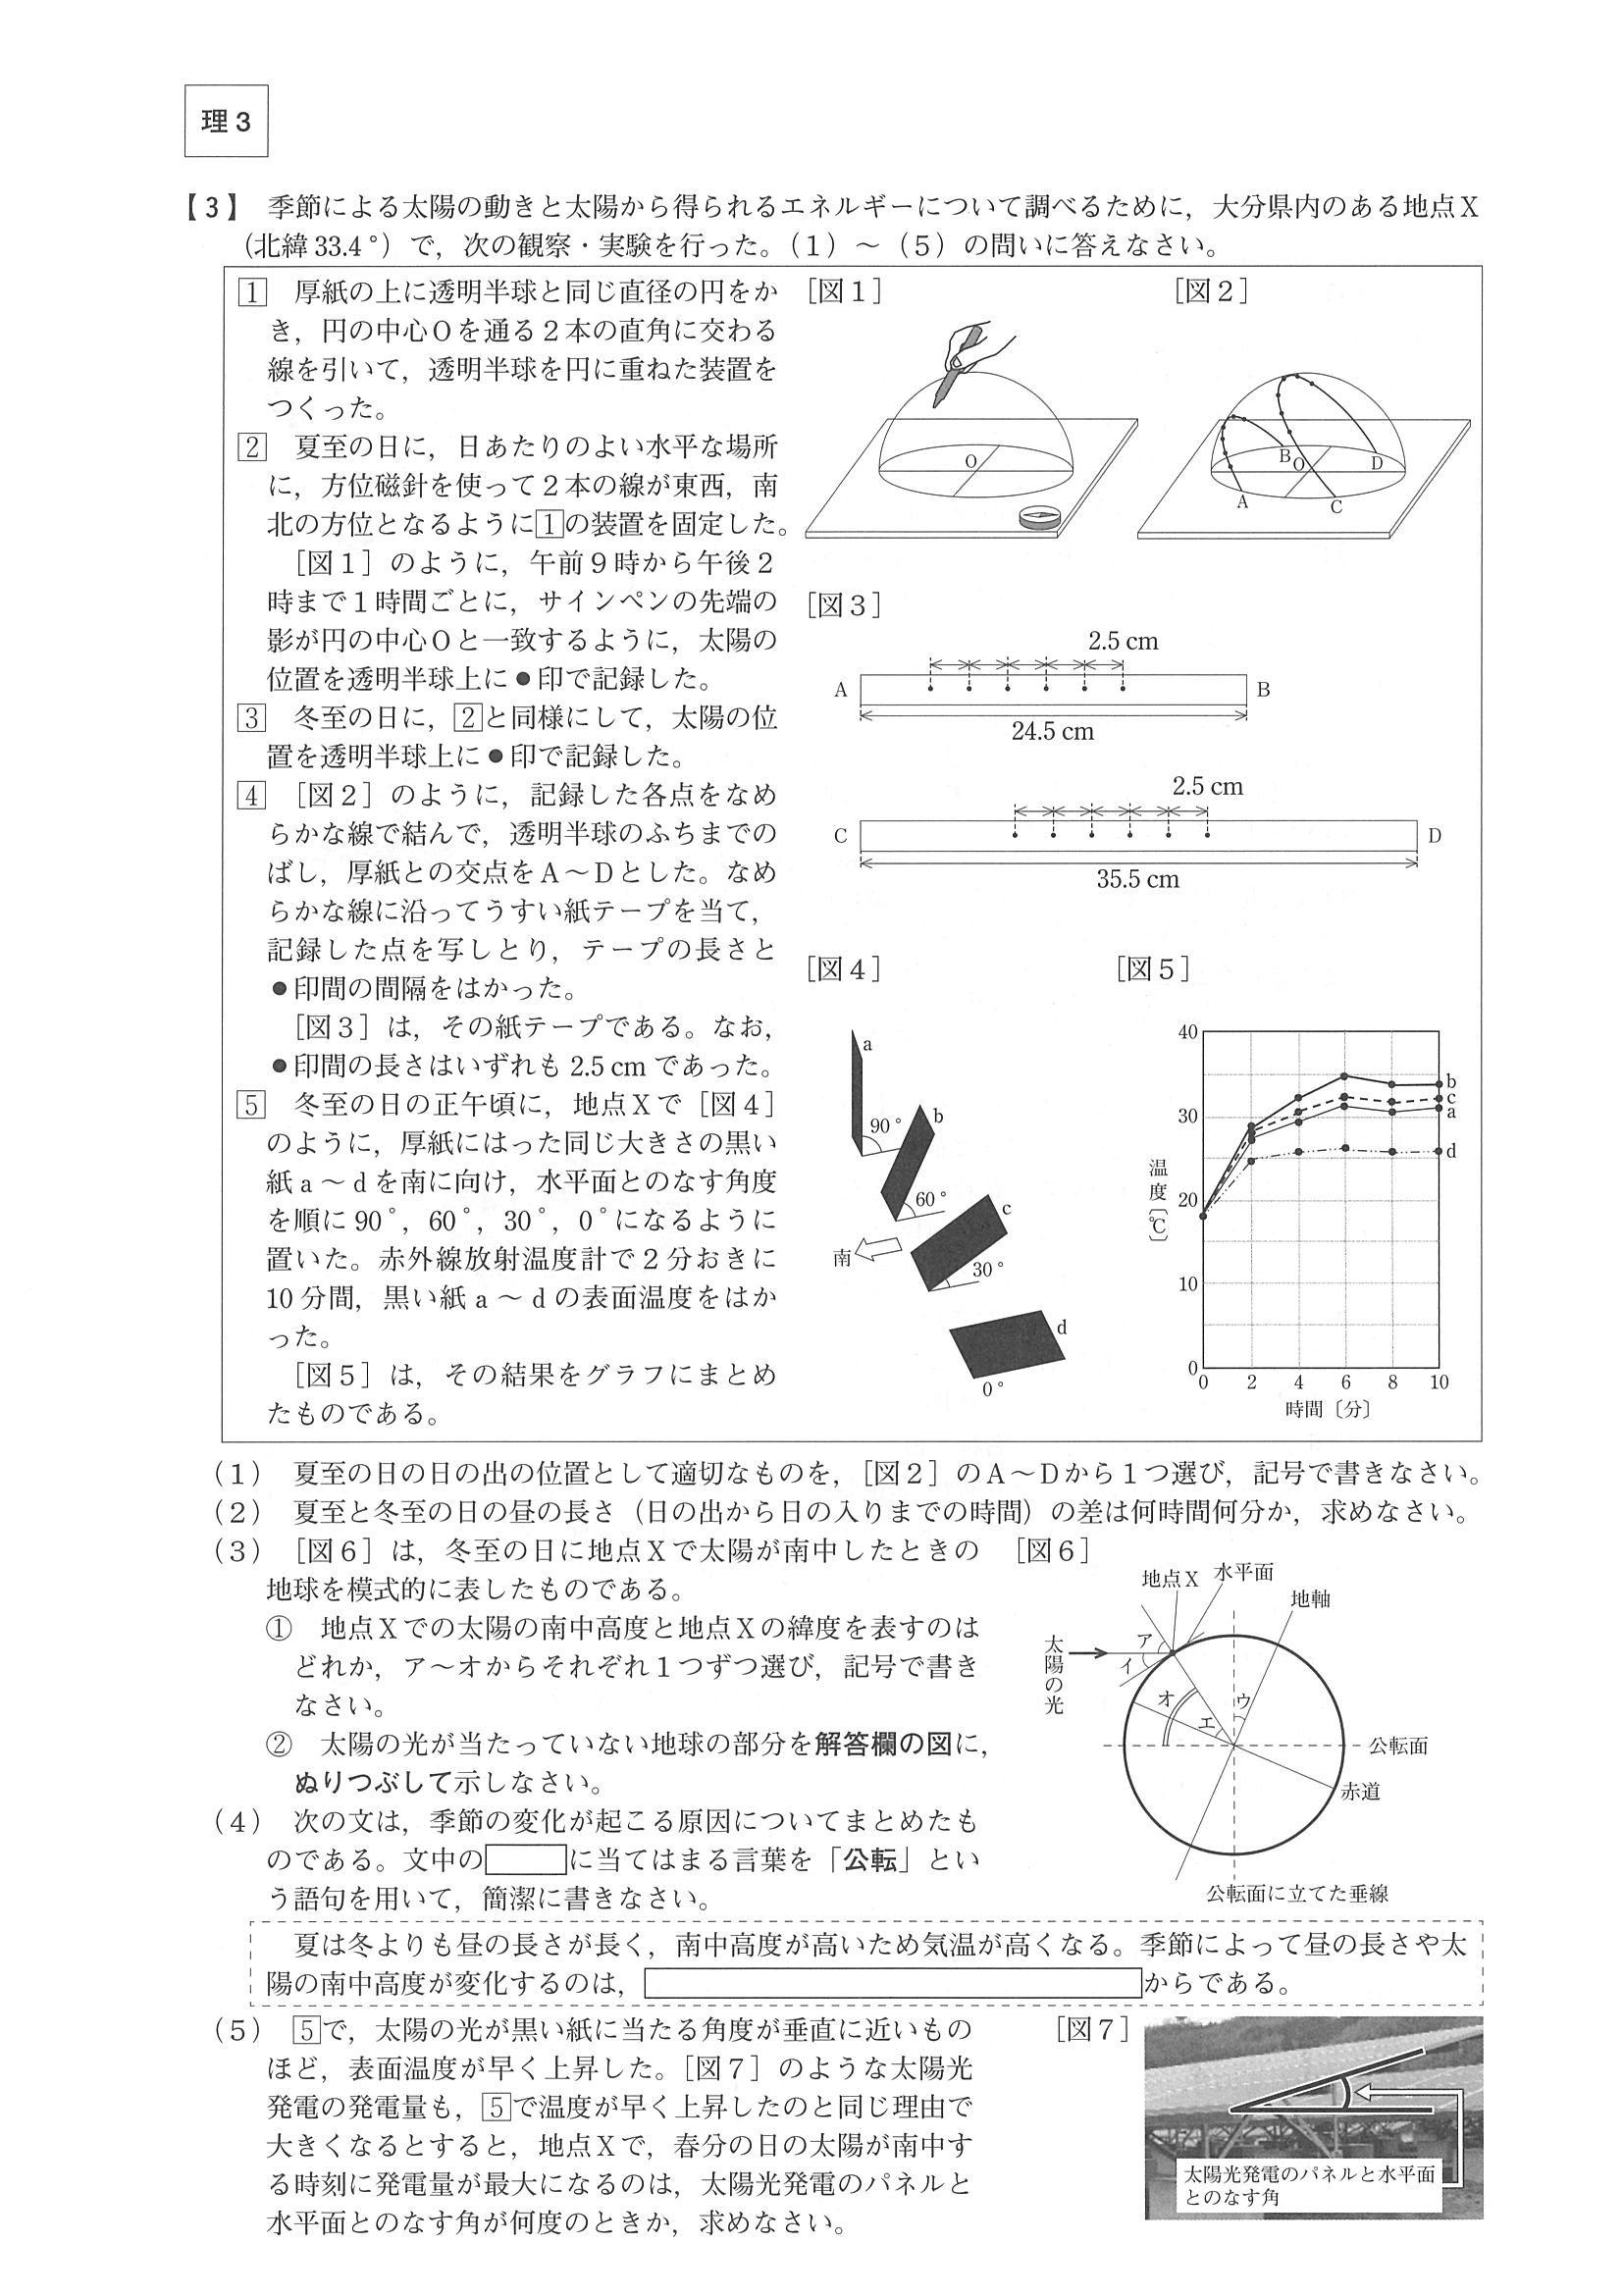 理3
【3】 季節による太陽の動きと太陽から得られるエネルギーについて調べるために，大分県内のある地点X
（北緯33.4°）で，次の観察・実験を行った。（1）～（5）の問いに答えなさい。
1 厚紙の上に透明半球と同じ直径の円をか
き，円の中心Oを通る2本の直角に交わる
線を引いて，透明半球を円に重ねた装置を
つくった。
2 夏至の日に，日あたりのよい水平な場所
に，方位磁針を使って2本の線が東西，南
北の方位となるように1の装置を固定した。
［図1］のように，午前9時から午後2
時まで1時間ごとに，サインペンの先端の
影が円の中心Oと一致するように，太陽の
位置を透明半球上に●印で記録した。
3 冬至の日に，2と同様にして，太陽の位
置を透明半球上に●印で記録した。
4 ［図2］のように，記録した各点をなめ
らかな線で結んで，透明半球のふちまでの
ばし，厚紙との交点をA～Dとした。なめ
らかな線に沿ってうすい紙テープを当て，
記録した点を写しとり，テープの長さと
●印間の間隔をはかった。
［図3］は，その紙テープである。なお，
●印間の長さはいずれも2.5cmであった。
5 冬至の日の正午頃に，地点Xで［図4］
のように，厚紙にはった同じ大きさの黒い
紙a～dを南に向け，水平面とのなす角度
を順に90°，60°，30°，0°になるように
置いた。赤外線放射温度計で2分おきに
10分間，黒い紙a～dの表面温度をはか
った。
［図5］は，その結果をグラフにまとめ
たものである。
［図1］
O
［図2］
A
B
O
C
D
［図3］
2.5 cm
A
B
24.5 cm
2.5 cm
C
D
35.5 cm
［図4］
a
90°
b
60°
c
南
30°
d
0°
［図5］
40
b
c
30
a
d
温度〔℃〕
20
10
0
0 2 4 6 8 10
時間〔分〕
（1） 夏至の日の日の出の位置として適切なものを，［図2］のA～Dから1つ選び，記号で書きなさい。
（2） 夏至と冬至の日の昼の長さ（日の出から日の入りまでの時間）の差は何時間何分か，求めなさい。
（3） ［図6］は，冬至の日に地点Xで太陽が南中したときの
地球を模式的に表したものである。
① 地点Xでの太陽の南中高度と地点Xの緯度を表すのは
どれか，ア～オからそれぞれ1つずつ選び，記号で書き
なさい。
② 太陽の光が当たっていない地球の部分を解答欄の図に，
ぬりつぶして示しなさい。
［図6］
地点X
水平面
地軸
太陽の光
ア
イ
オ
ウ
エ
公転面
赤道
公転面に立てた垂線
（4） 次の文は，季節の変化が起こる原因についてまとめたも
のである。文中の に当てはまる言葉を「公転」とい
う語句を用いて，簡潔に書きなさい。
夏は冬よりも昼の長さが長く，南中高度が高いため気温が高くなる。季節によって昼の長さや太
陽の南中高度が変化するのは， からである。
（5） 5で，太陽の光が黒い紙に当たる角度が垂直に近いもの
ほど，表面温度が早く上昇した。［図7］のような太陽光
発電の発電量も，5で温度が早く上昇したのと同じ理由で
大きくなるとすると，地点Xで，春分の日の太陽が南中す
る時刻に発電量が最大になるのは，太陽光発電のパネルと
水平面とのなす角が何度のときか，求めなさい。
［図7］
太陽光発電のパネルと水平面
とのなす角